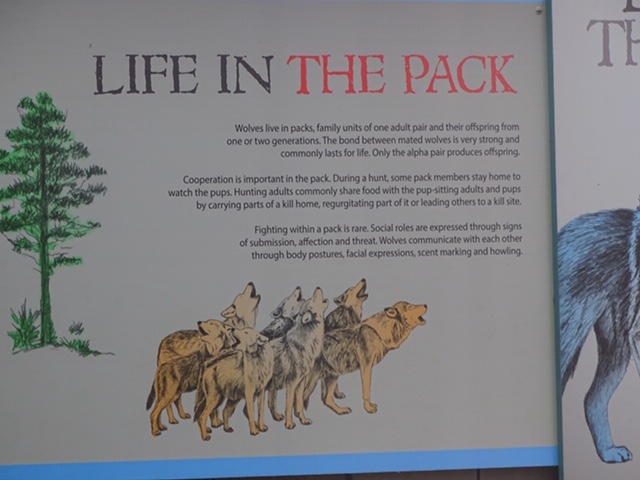 LIFE IN THE PACK
Wolves live in packs, family units of one adult pair and their offspring from
one or two generations. The bond between mated wolves is very strong and
commonly lasts for life. Only the alpha pair produces offspring.
Cooperation is important in the pack. During a hunt, some pack members stay home to
watch the pups. Hunting adults commonly share food with the pup-sitting adults and pups
by carrying parts of a kill home, regurgitating part of it or leading others to a kill site.
Fighting within a pack is rare. Social roles are expressed through signs
of submission, affection and threat. Wolves communicate with each other
through body postures, facial expressions, scent marking and howling.